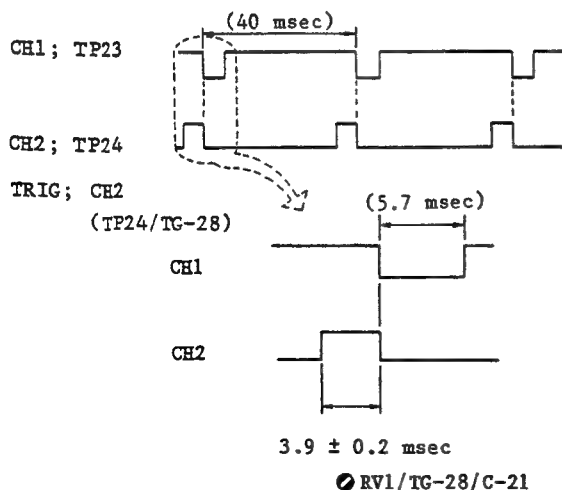 (40 msec)
CH1; TP23
CH2; TP24
TRIG; CH2
(TP24/TG-28)
(5.7 msec)
CH1
CH2
3.9 ± 0.2 msec
RV1/TG-28/C-21